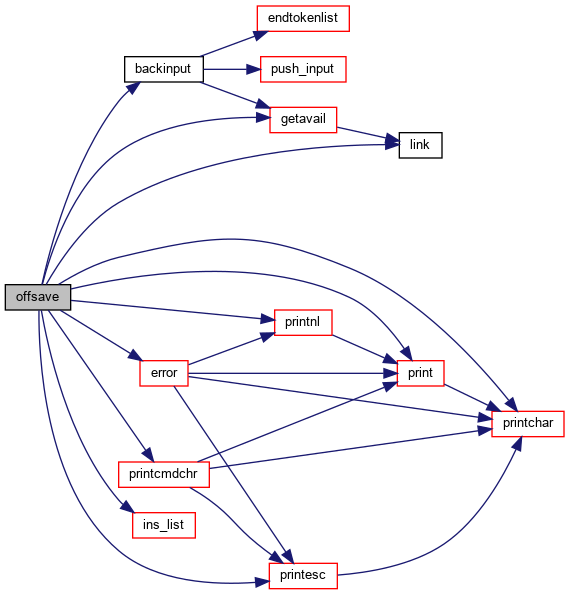 endtokenlist
backinput
push_input
getavail
link
offsave
printnl
error
print
printchar
printcmdchr
ins_list
printesc